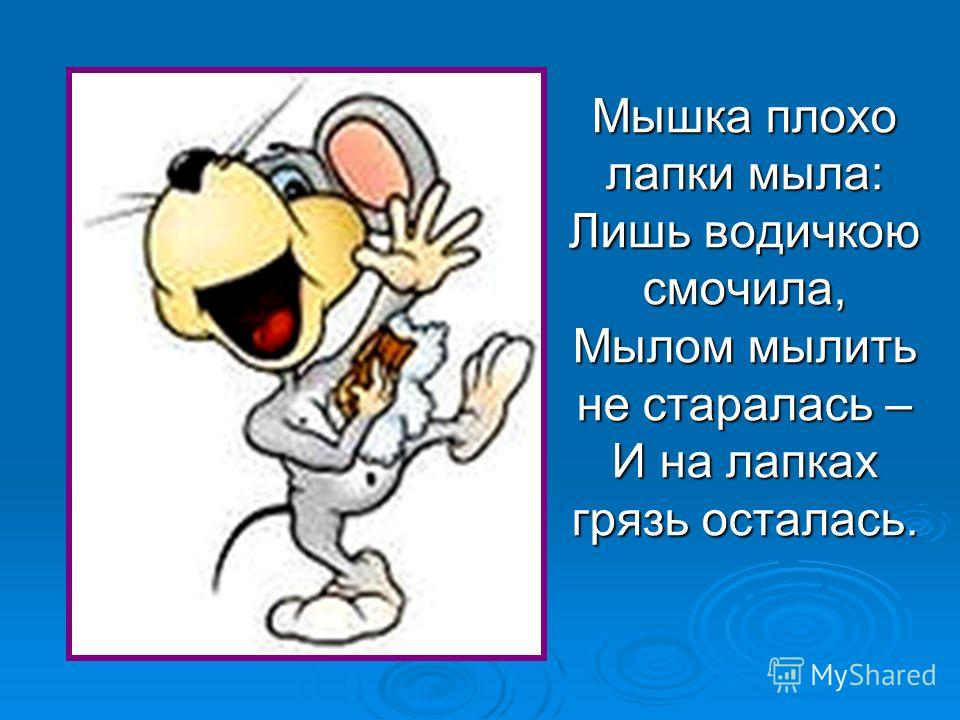 Мышка плохо
лапки мыла:
Лишь водичкою
смочила,
Мылом мылить
не старалась –
И на лапках
грязь осталась.
MyShared